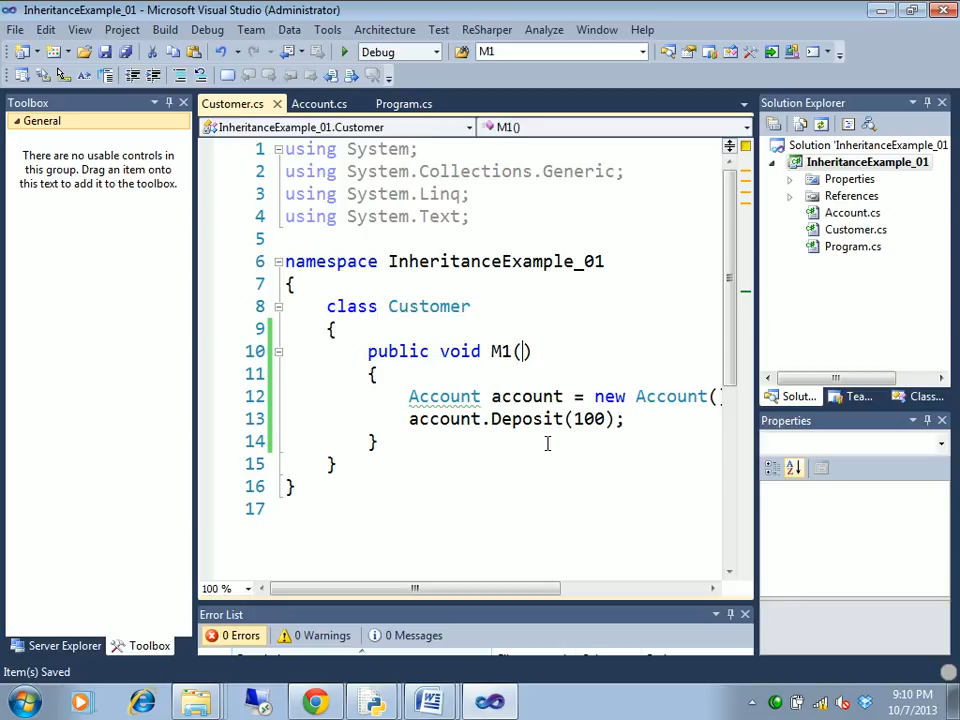 InheritanceExample_01 - Microsoft Visual Studio (Administrator)
File Edit View Project Build Debug Team Data Tools Architecture Test ReSharper Analyze Window Help
Debug M1
Toolbox
General
There are no usable controls in
this group. Drag an item onto
this text to add it to the toolbox.
Server Explorer Toolbox
Customer.cs Account.cs Program.cs
InheritanceExample_01.Customer M1()
1 using System;
2 using System.Collections.Generic;
3 using System.Linq;
4 using System.Text;
5
6 namespace InheritanceExample_01
7 {
8 class Customer
9 {
10 public void M1()
11 {
12 Account account = new Account()
13 account.Deposit(100);
14 }
15 }
16 }
17
100 %
Error List
0 Errors 0 Warnings 0 Messages
Solution Explorer
Solution 'InheritanceExample_01
InheritanceExample_01
Properties
References
Account.cs
Customer.cs
Program.cs
Solut... Tea... Class...
Properties
Item(s) Saved
9:10 PM
10/7/2013